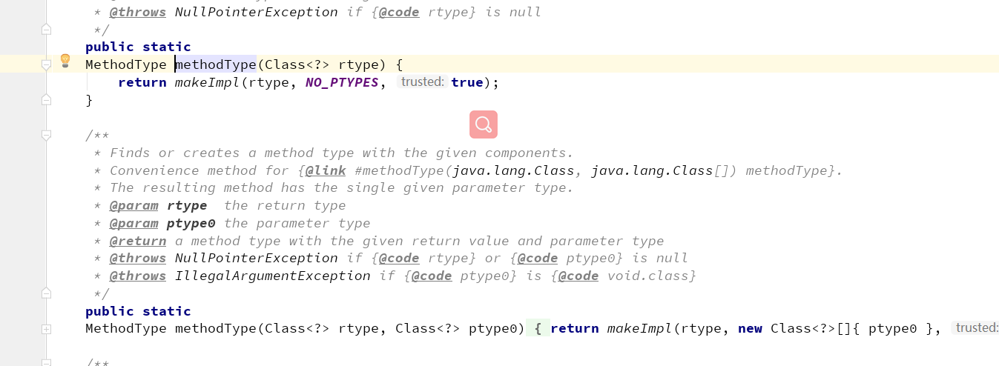 * @throws NullPointerException if {@code rtype} is null
*/
public static
MethodType methodType(Class<?> rtype) {
return makeImpl(rtype, NO_PTYPES, trusted: true);
}
/**
* Finds or creates a method type with the given components.
* Convenience method for {@link #methodType(java.lang.Class, java.lang.Class[]) methodType}.
* The resulting method has the single given parameter type.
* @param rtype  the return type
* @param ptype0 the parameter type
* @return a method type with the given return value and parameter type
* @throws NullPointerException if {@code rtype} or {@code ptype0} is null
* @throws IllegalArgumentException if {@code ptype0} is {@code void.class}
*/
public static
MethodType methodType(Class<?> rtype, Class<?> ptype0) { return makeImpl(rtype, new Class<?>[]{ ptype0 }, trusted:
/**